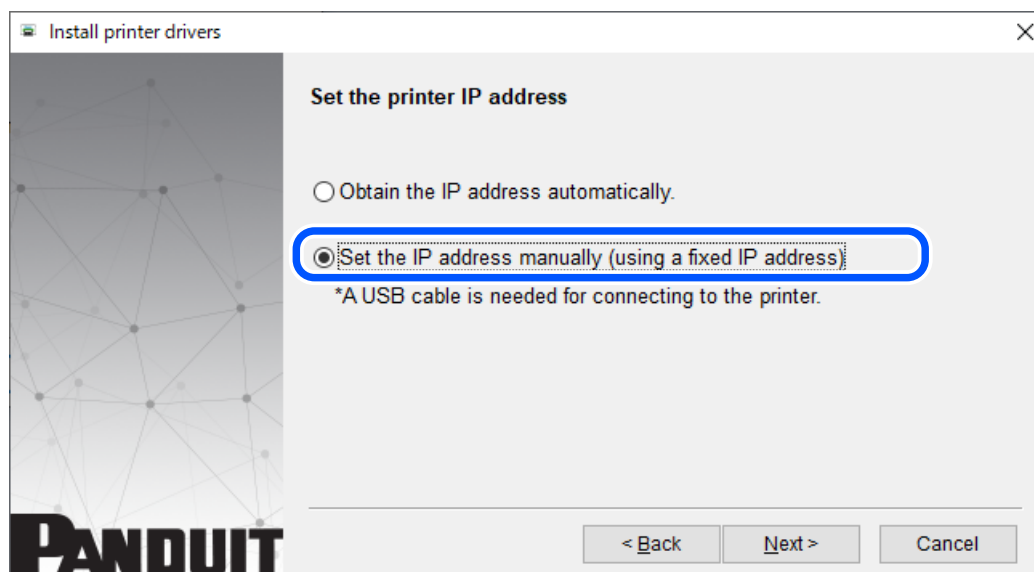 Install printer drivers
Set the printer IP address
Obtain the IP address automatically.
Set the IP address manually (using a fixed IP address)
*A USB cable is needed for connecting to the printer.
PANDUIT
< Back
Next >
Cancel